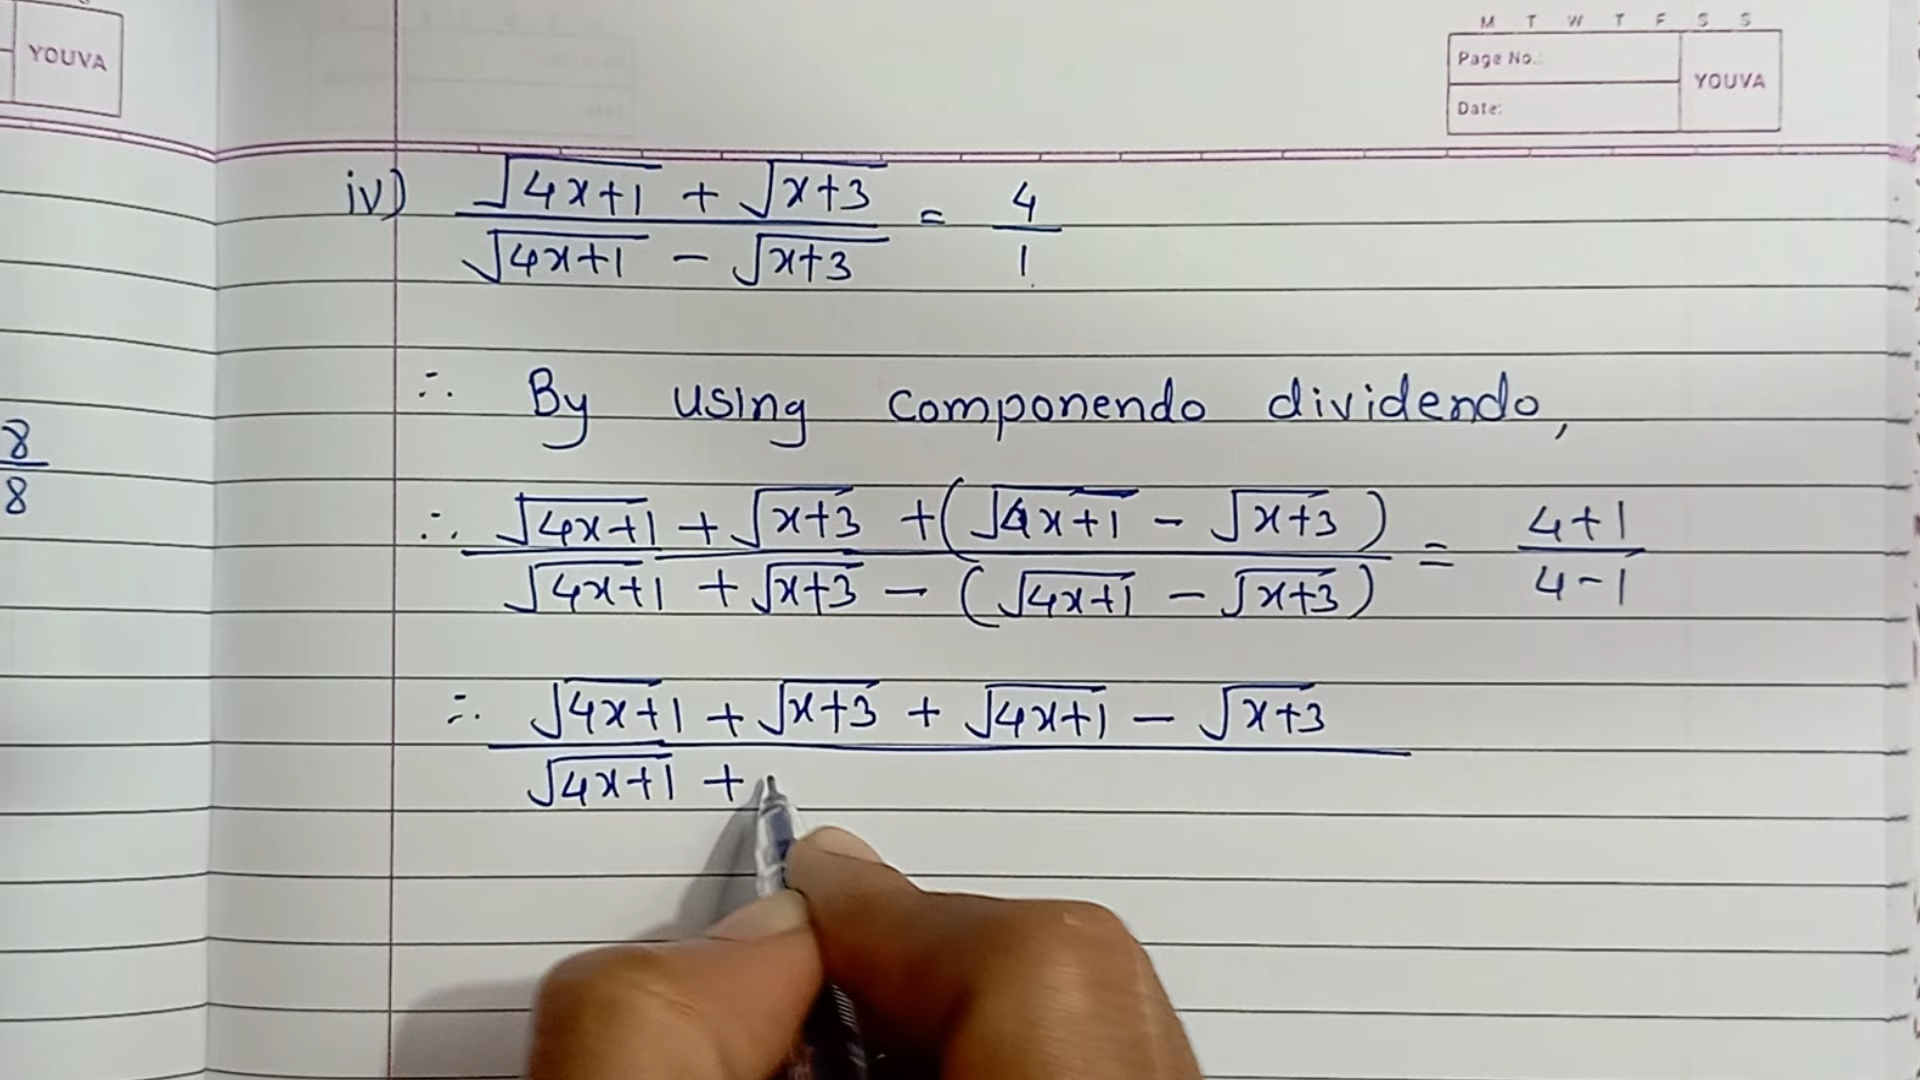 YOUVA
M T W T F S S
Page No.:
YOUVA
Date:
8
8
iv) √4x+1 + √x+3 = 4
√4x+1 − √x+3 1
∴ By using componendo dividendo,
∴ √4x+1 + √x+3 + (√4x+1 − √x+3) = 4+1
√4x+1 + √x+3 − (√4x+1 − √x+3) 4−1
∴ √4x+1 + √x+3 + √4x+1 − √x+3
√4x+1 +